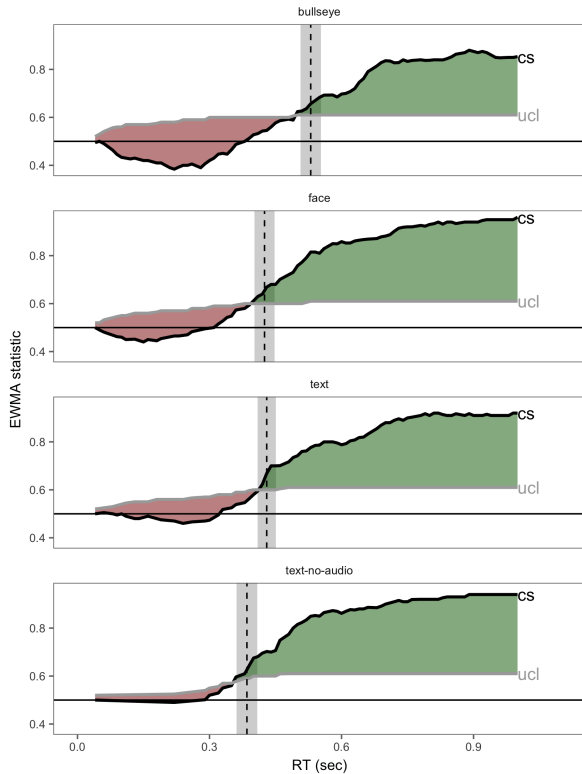 bullseye
0.8
0.6
0.4
cs
ucl
face
0.8
0.6
0.4
cs
ucl
EWMA statistic
text
0.8
0.6
0.4
cs
ucl
text-no-audio
0.8
0.6
0.4
cs
ucl
0.0 0.3 0.6 0.9
RT (sec)